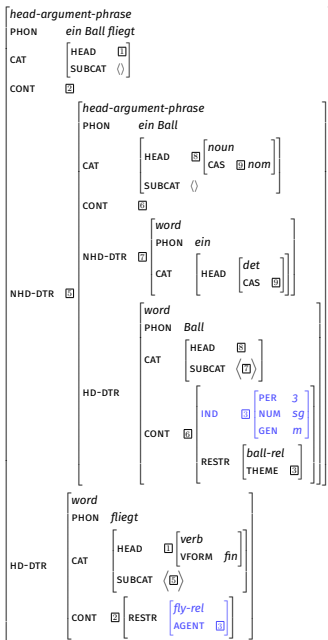 head-argument-phrase
PHON ein Ball fliegt
CAT HEAD 1
SUBCAT ⟨⟩
CONT 2
head-argument-phrase
PHON ein Ball
CAT HEAD 8 noun
CAS 9 nom
SUBCAT ⟨⟩
CONT 6
word
PHON ein
NHD-DTR 7
CAT HEAD det
CAS 9
NHD-DTR 5
word
PHON Ball
CAT HEAD 8
SUBCAT ⟨7⟩
HD-DTR
PER 3
IND 3 NUM sg
GEN m
CONT 6
RESTR ball-rel
THEME 3
word
PHON fliegt
CAT HEAD 1 verb
VFORM fin
SUBCAT ⟨5⟩
HD-DTR
CONT 2 RESTR fly-rel
AGENT 3